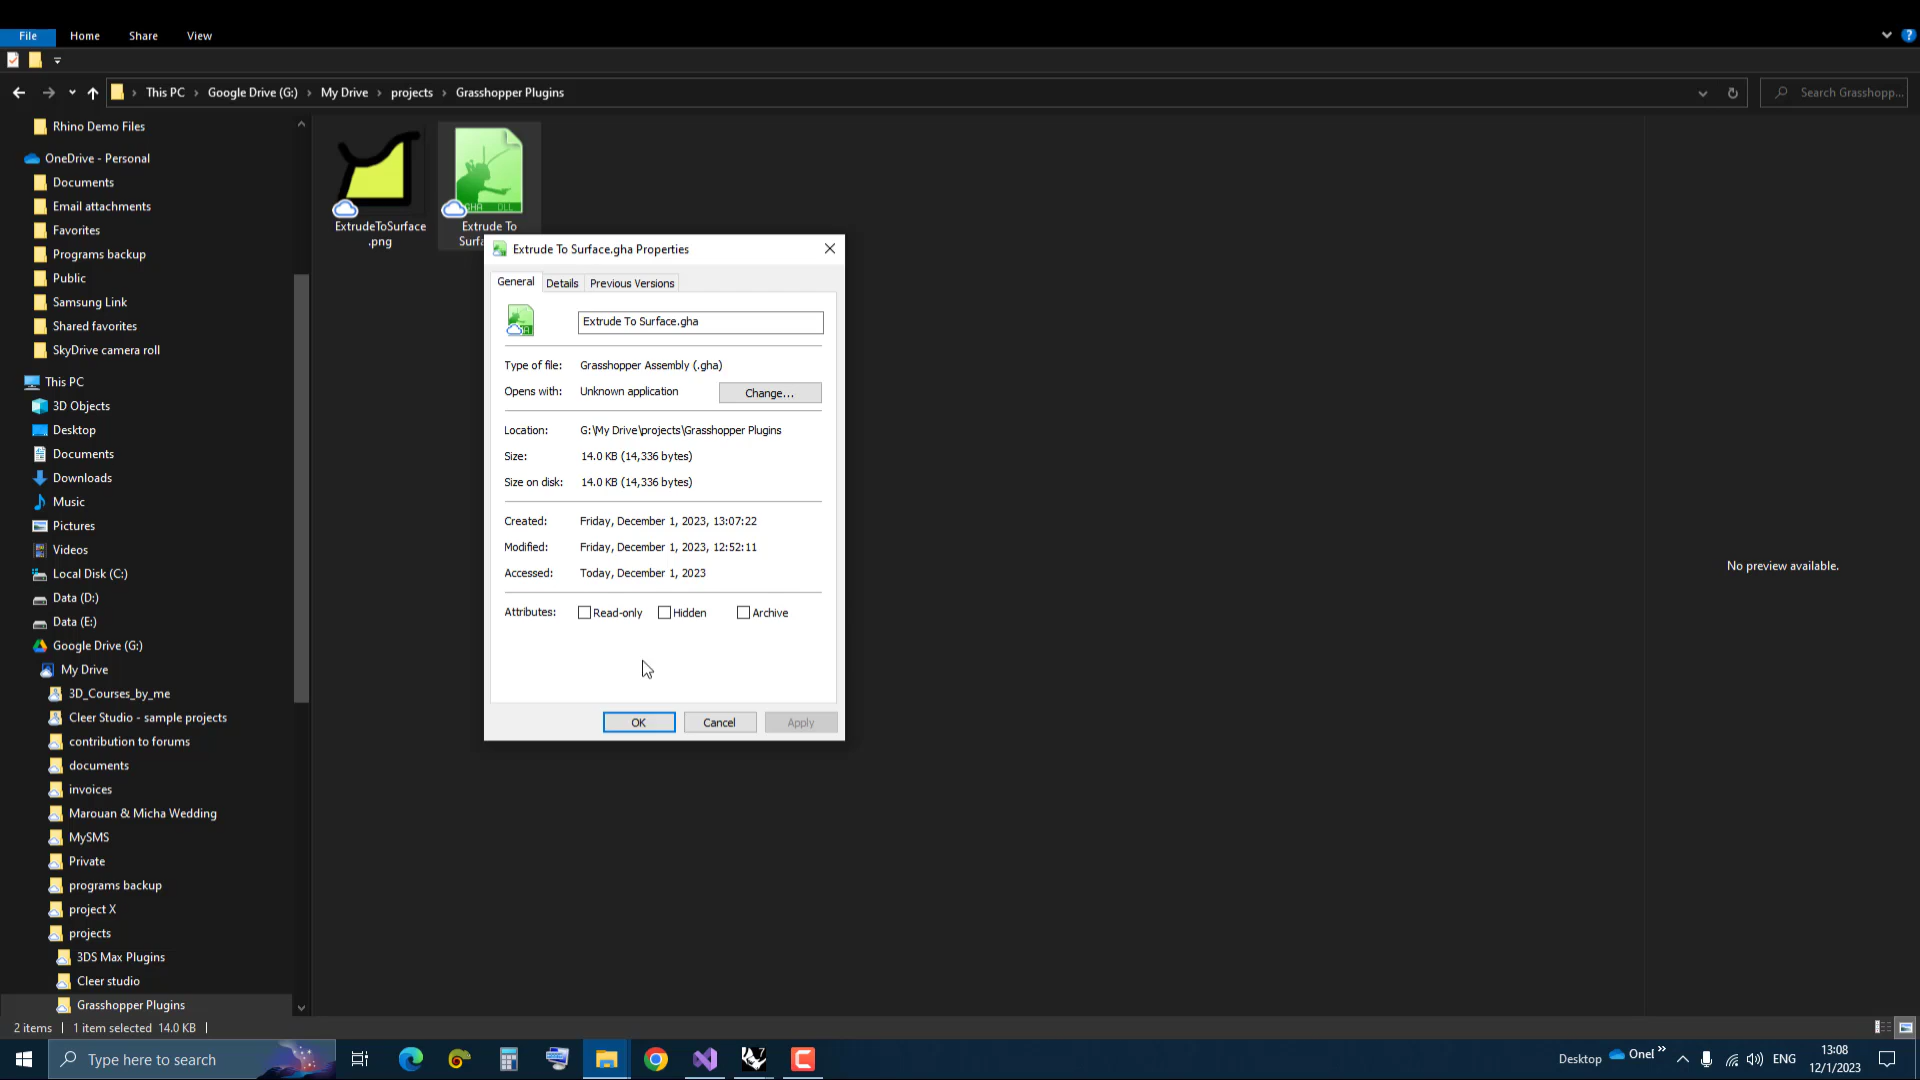 File Home Share View
This PC Google Drive (G:) My Drive projects Grasshopper Plugins
Search Grasshopp...
Rhino Demo Files
OneDrive - Personal
Documents
Email attachments
Favorites
Programs backup
Public
Samsung Link
Shared favorites
SkyDrive camera roll
This PC
3D Objects
Desktop
Documents
Downloads
Music
Pictures
Videos
Local Disk (C:)
Data (D:)
Data (E:)
Google Drive (G:)
My Drive
3D_Courses_by_me
Cleer Studio - sample projects
contribution to forums
documents
invoices
Marouan & Micha Wedding
MySMS
Private
programs backup
project X
projects
3DS Max Plugins
Cleer studio
Grasshopper Plugins
ExtrudeToSurface
.png
Extrude To
Extrude To Surface.gha Properties
General Details Previous Versions
Extrude To Surface.gha
Type of file: Grasshopper Assembly (.gha)
Opens with: Unknown application Change...
Location: G:\My Drive\projects\Grasshopper Plugins
Size: 14.0 KB (14,336 bytes)
Size on disk: 14.0 KB (14,336 bytes)
Created: Friday, December 1, 2023, 13:07:22
Modified: Friday, December 1, 2023, 12:52:11
Accessed: Today, December 1, 2023
Attributes: Read-only Hidden Archive
OK Cancel Apply
No preview available.
2 items 1 item selected 14.0 KB
Type here to search
Desktop Onel » ENG
13:08
12/1/2023